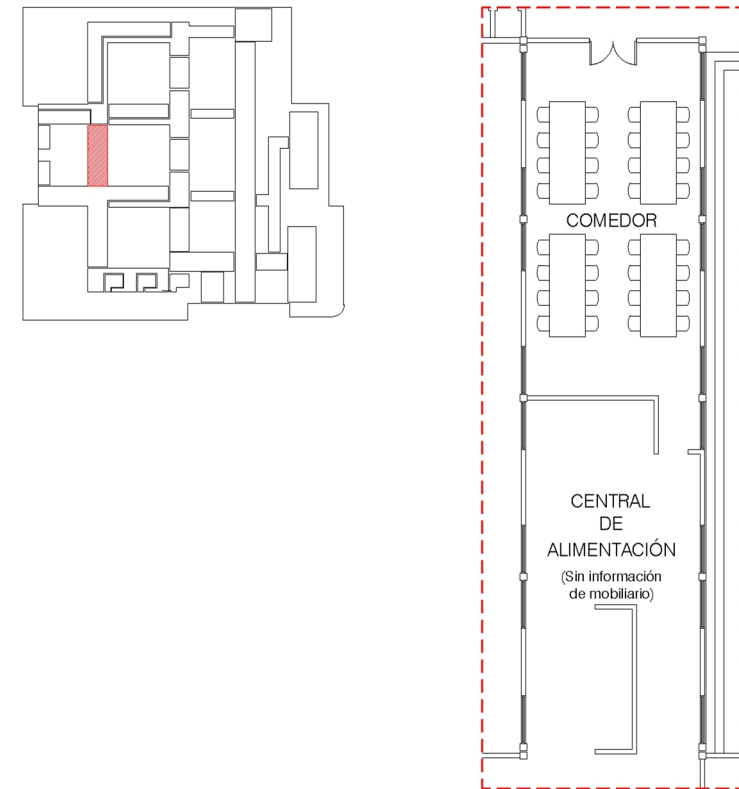 COMEDOR
CENTRAL
DE
ALIMENTACIÓN
(Sin información
de mobiliario)